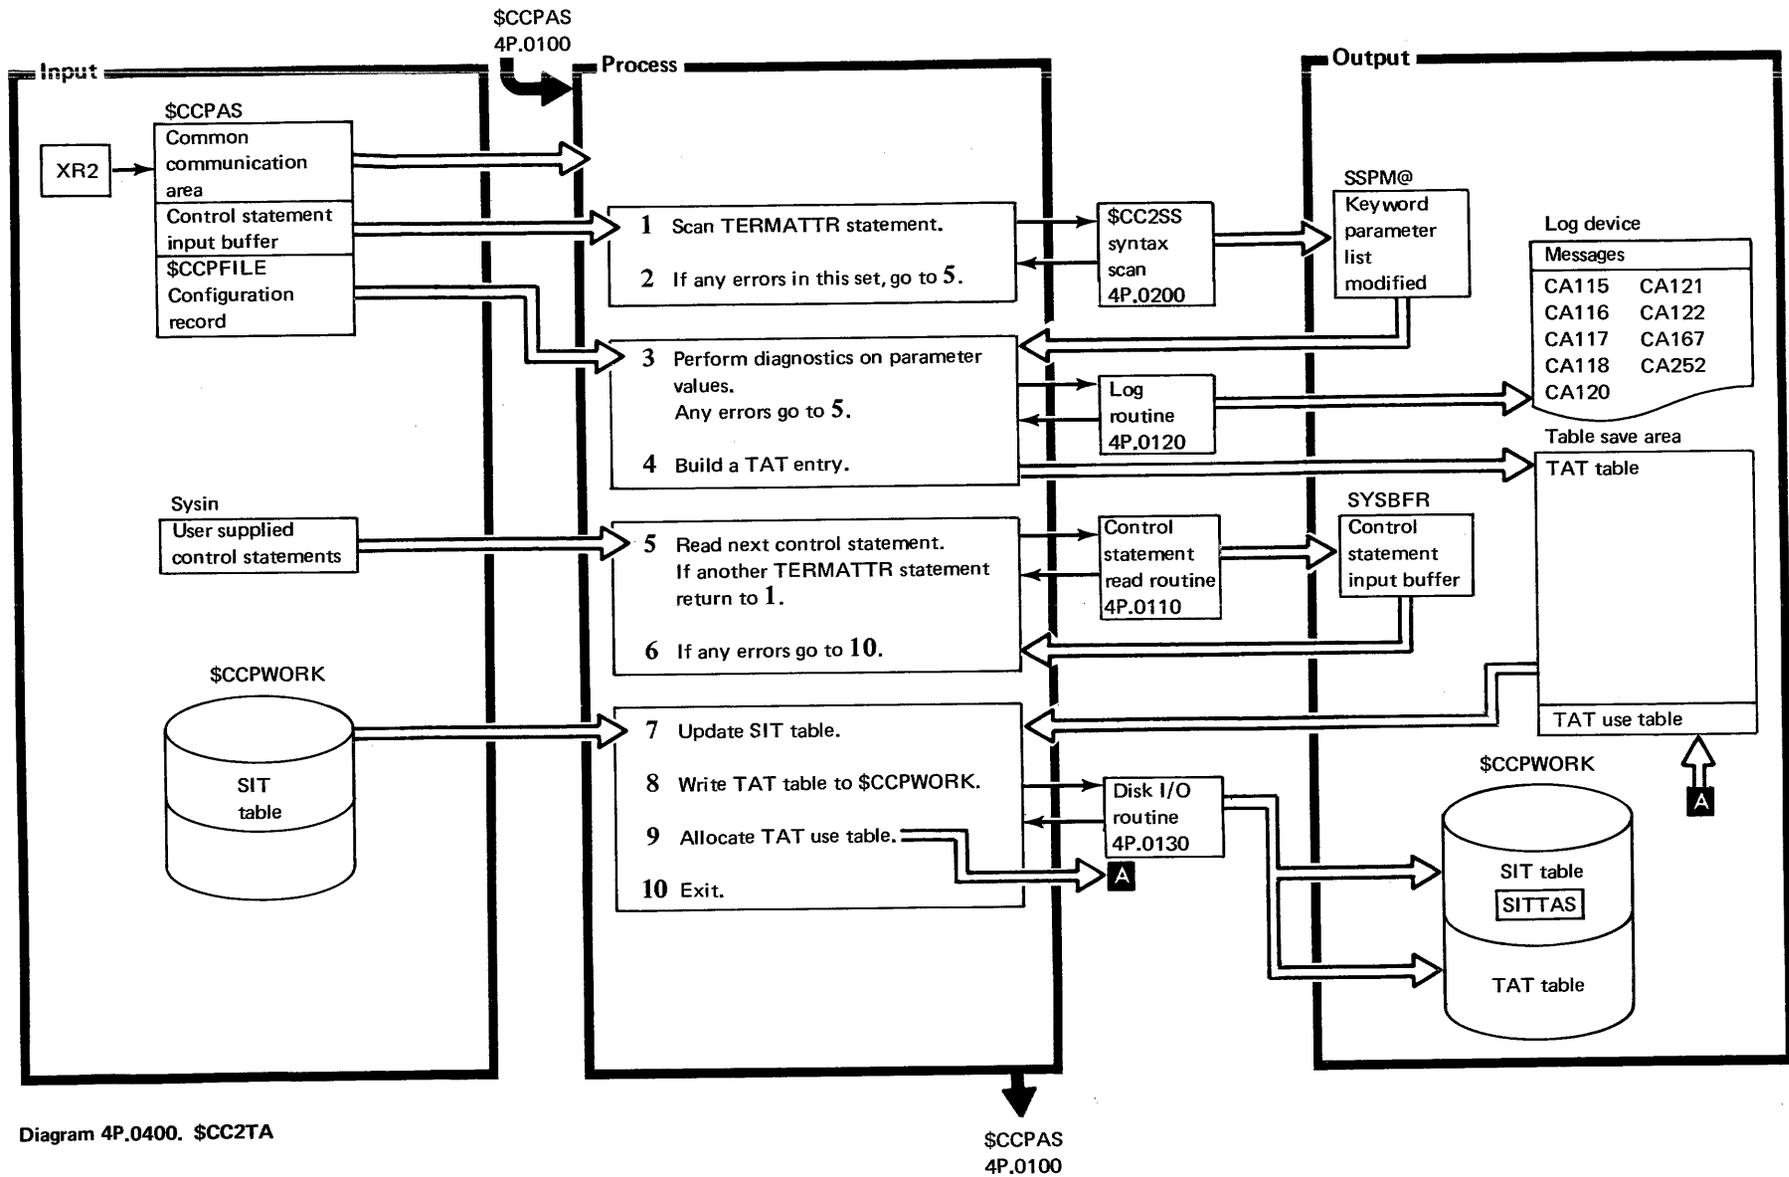 $CCPAS
4P.0100
Input
Process
Output
$CCPAS
XR2
Common
communication
area
Control statement
input buffer
$CCPFILE
Configuration
record
1 Scan TERMATTR statement.
2 If any errors in this set, go to 5.
$CC2SS
syntax
scan
4P.0200
SSPM@
Keyword
parameter
list
modified
Log device
Messages
CA115 CA121
CA116 CA122
CA117 CA167
CA118 CA252
CA120
3 Perform diagnostics on parameter
values.
Any errors go to 5.
4 Build a TAT entry.
Log
routine
4P.0120
Table save area
TAT table
TAT use table
A
Sysin
User supplied
control statements
5 Read next control statement.
If another TERMATTR statement
return to 1.
6 If any errors go to 10.
Control
statement
read routine
4P.0110
SYSBFR
Control
statement
input buffer
$CCPWORK
SIT
table
7 Update SIT table.
8 Write TAT table to $CCPWORK.
9 Allocate TAT use table.
10 Exit.
Disk I/O
routine
4P.0130
A
$CCPWORK
SIT table
SITTAS
TAT table
Diagram 4P.0400. $CC2TA
$CCPAS
4P.0100